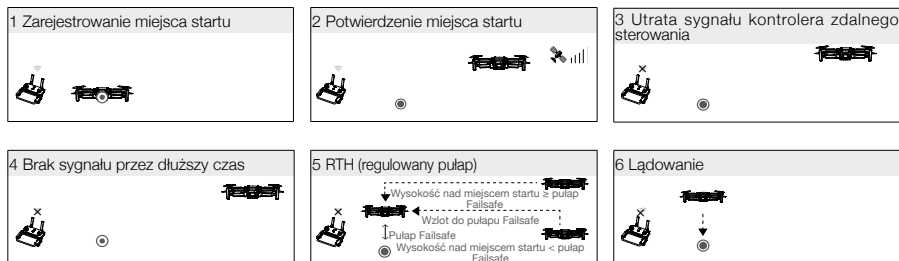 1 Zarejestrowanie miejsca startu
2 Potwierdzenie miejsca startu
3 Utrata sygnału kontrolera zdalnego
sterowania
4 Brak sygnału przez dłuższy czas
5 RTH (regulowany pułap)
Wysokość nad miejscem startu ≥ pułap
Failsafe
Wzlot do pułapu Failsafe
Pułap Failsafe
Wysokość nad miejscem startu < pułap
Failsafe
6 Lądowanie